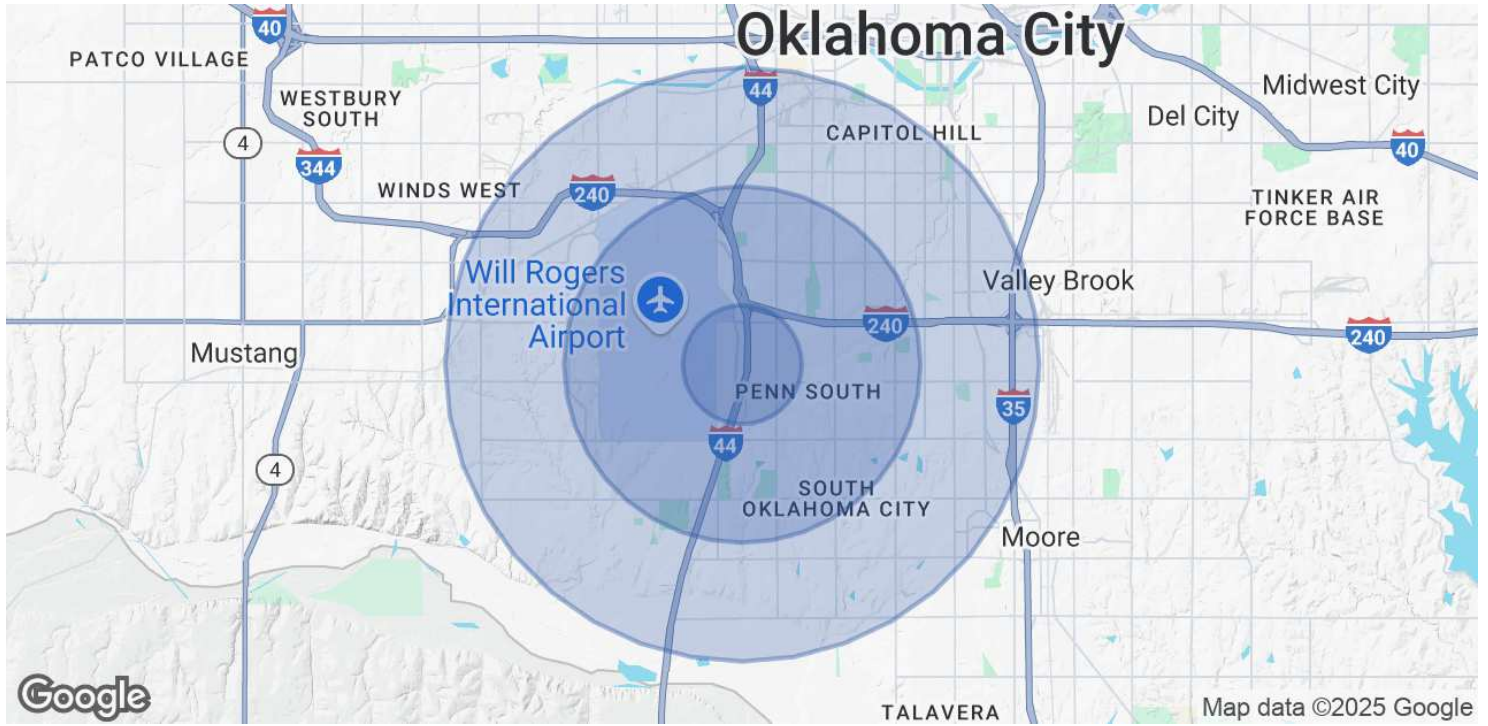 Oklahoma City
40
PATCO VILLAGE
44
Midwest City
WESTBURY
SOUTH
Del City
CAPITOL HILL
4
40
344
WINDS WEST
240
TINKER AIR
FORCE BASE
Will Rogers
International
Airport
Valley Brook
240
240
Mustang
PENN SOUTH
35
44
4
SOUTH
OKLAHOMA CITY
Moore
Google
Map data ©2025 Google
TALAVERA